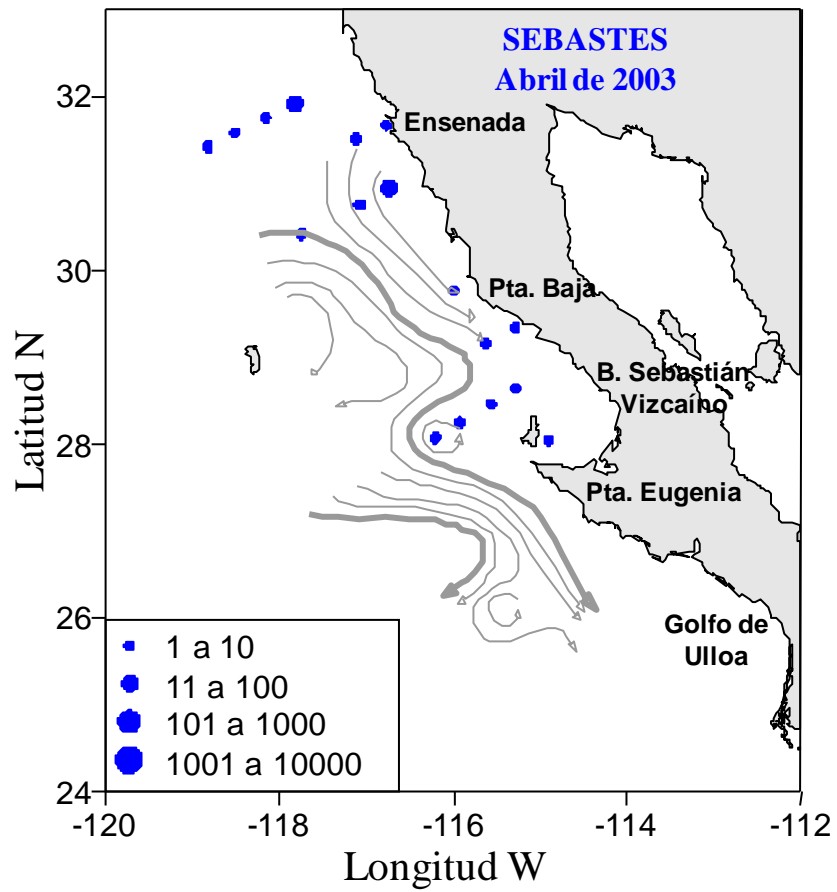 SEBASTES
Abril de 2003
32
Ensenada
30
Pta. Baja
B. Sebastián
Vizcaíno
28
Pta. Eugenia
26
Golfo de
Ulloa
1 a 10
11 a 100
101 a 1000
1001 a 10000
24
-120
-118
-116
-114
-112
Latitud N
Longitud W